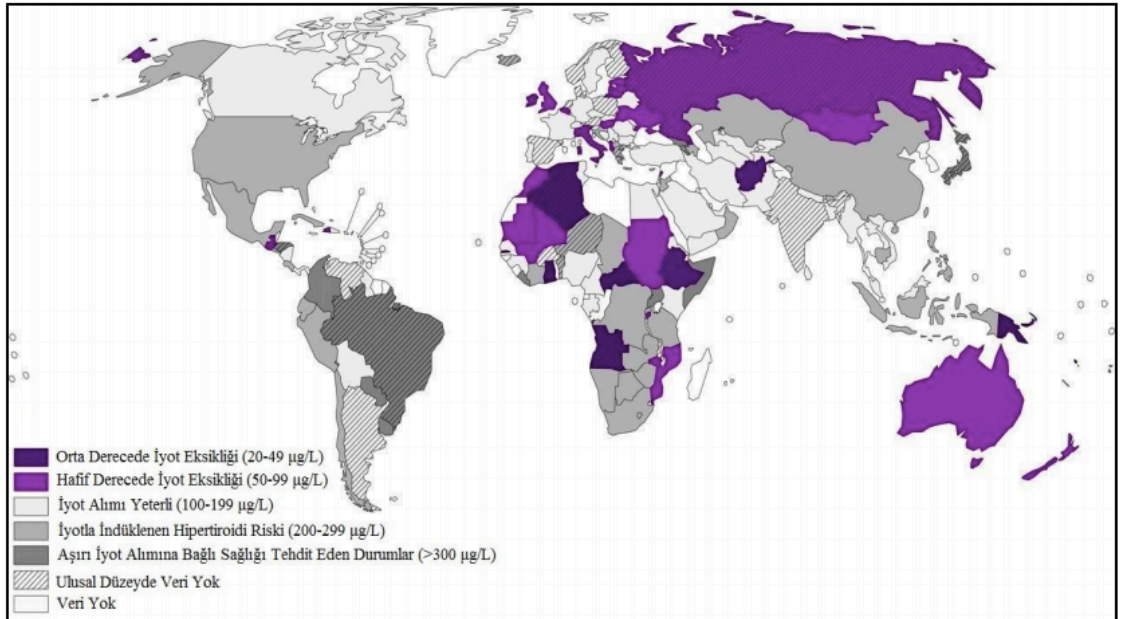 Orta Derecede İyot Eksikliği (20-49 µg/L)
Hafif Derecede İyot Eksikliği (50-99 µg/L)
İyot Alımı Yeterli (100-199 µg/L)
İyotla İndüklenen Hipertiroidi Riski (200-299 µg/L)
Aşırı İyot Alımına Bağlı Sağlığı Tehdit Eden Durumlar (>300 µg/L)
Ulusal Düzeyde Veri Yok
Veri Yok